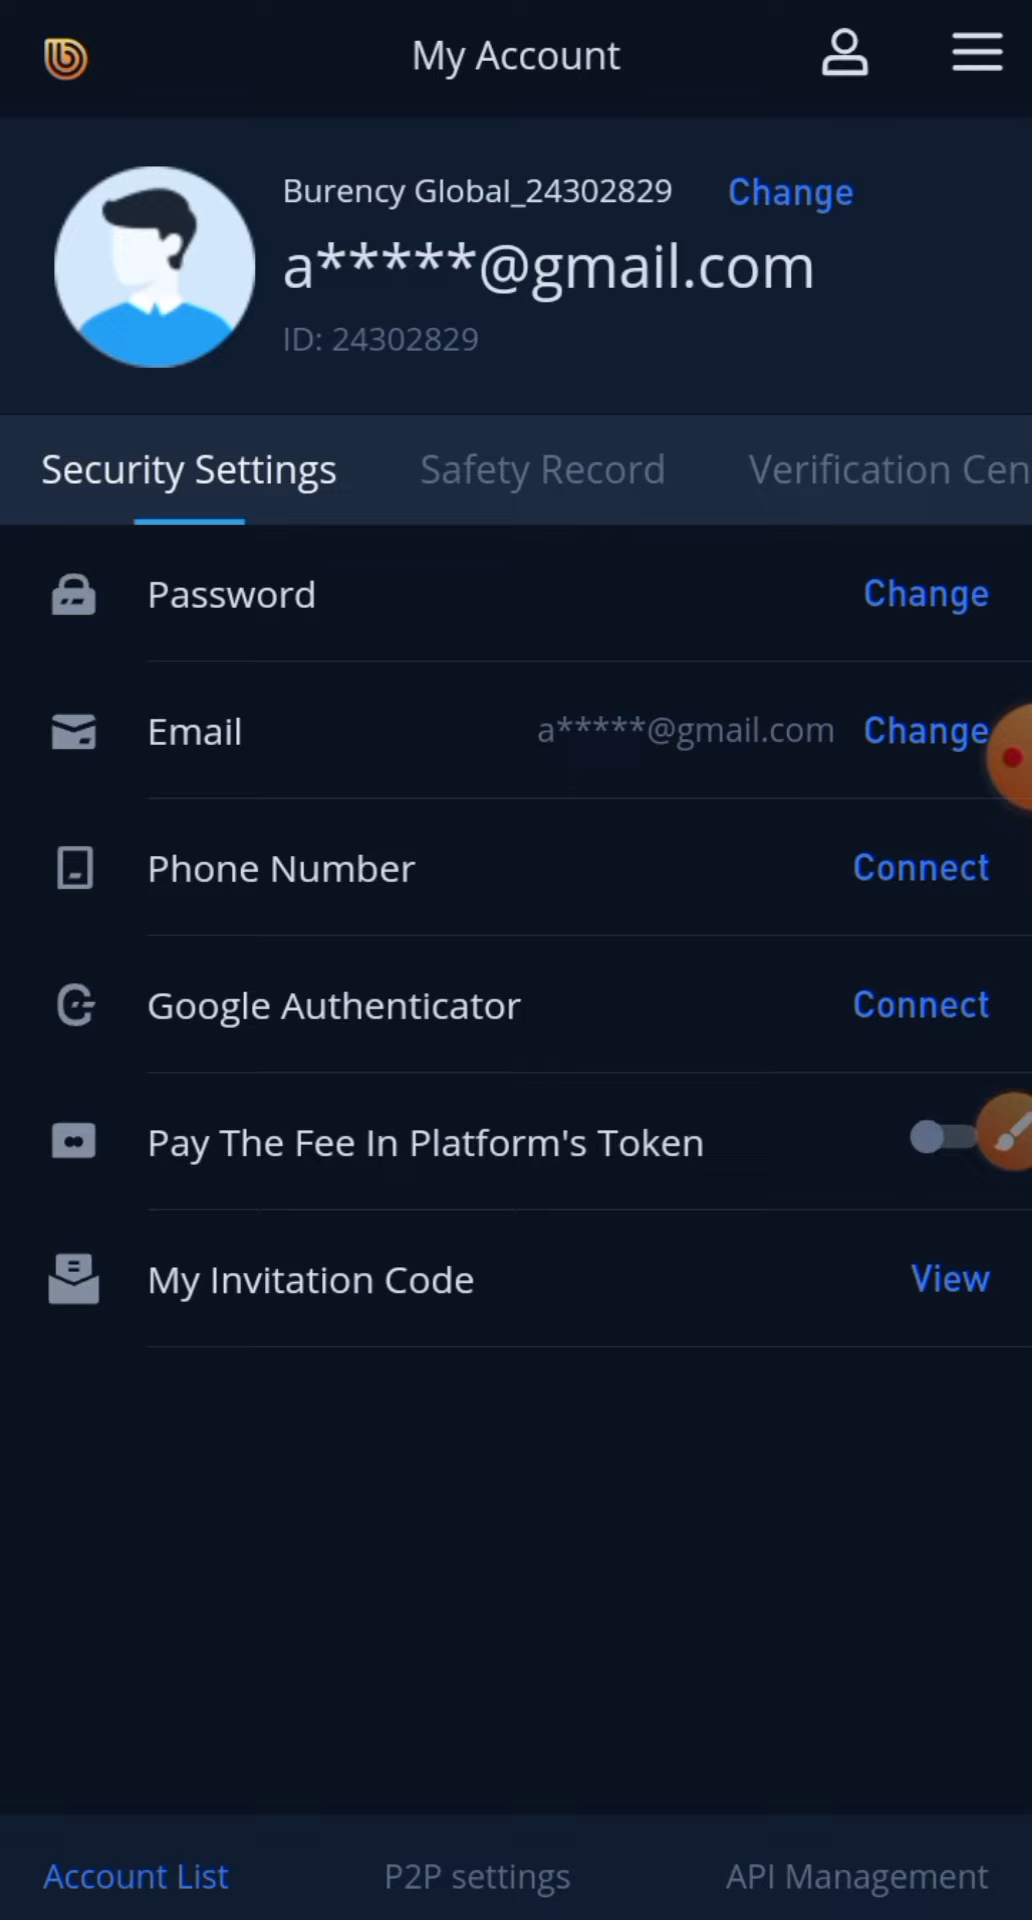 My Account
Burency Global_24302829 Change
a*****@gmail.com
ID: 24302829
Security Settings Safety Record Verification Cen
Password Change
Email a*****@gmail.com Change
Phone Number Connect
Google Authenticator Connect
Pay The Fee In Platform's Token
My Invitation Code View
Account List P2P settings API Management